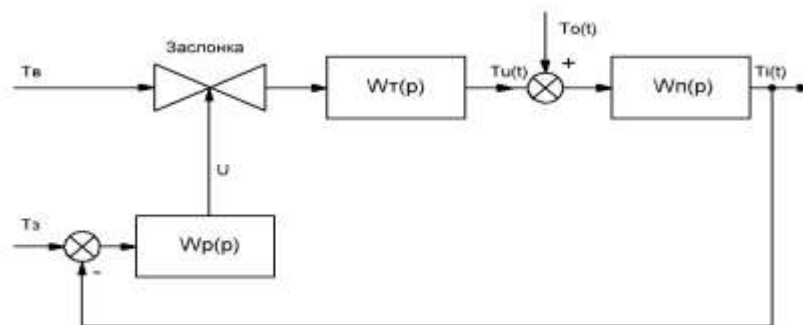 To(t)
Заслонка
Tв
Wт(p)
Tu(t)
+
Wп(p)
Ti(t)
U
Tз
Wp(p)
-